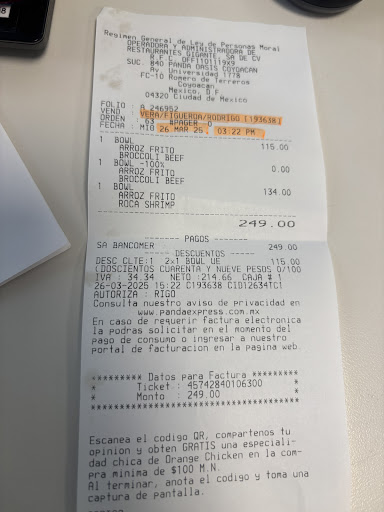 Regimen General de Ley de Personas Moral
OPERADORA Y ADMINISTRADORA DE
RESTAURANTES GIGANTE, SA DE CV
R.F.C. OFF1101119X9
SUC. 840 PANDA OASIS COYOACAN
Av. Universidad 1778
FC-10 Romero de Terreros
Coyoacan
Mexico, D.F.
04320 Ciudad de Mexico
FOLIO : A 246952
VEND VERA/FIGUEROA/RODRIGO [193638]
ORDEN : 63 #PAGER 0
FECHA : MIO 26 MAR 25. 03:22 PM
1 BOWL 115.00
ARROZ FRITO
BROCCOLI BEEF
1 BOWL -100% 0.00
ARROZ FRITO
BROCCOLI BEEF
1 BOWL 134.00
ARROZ FRITO
ROCA SHRIMP
249.00
------- PAGOS -------
SA BANCOMER 249.00
------ DESCUENTOS ------
DESC CLTE:1 2x1 BOWL UE 115.00
(DOSCIENTOS CUARENTA Y NUEVE PESOS 0/100
IVA : 34.34 NETO :214.66 CAJA # 1
26-03-2025 15:22 C193638 CID12634TC1
AUTORIZA : RIGO
Consulta nuestro aviso de privacidad en
www.pandaexpress.com.mx
En caso de requerir factura electronica
la podras solicitar en el momento del
pago de consumo o ingresar a nuestro
portal de facturacion en la pagina web.
********* Datos para Factura *********
* Ticket : 45742840106300 *
* Monto : 249.00 *
**************************************
Escanea el codigo QR, compartenos tu
opinion y obten GRATIS una especiali-
dad chica de Orange Chicken en la com-
pra minima de $100 M.N.
Al terminar, anota el codigo y toma una
captura de pantalla.